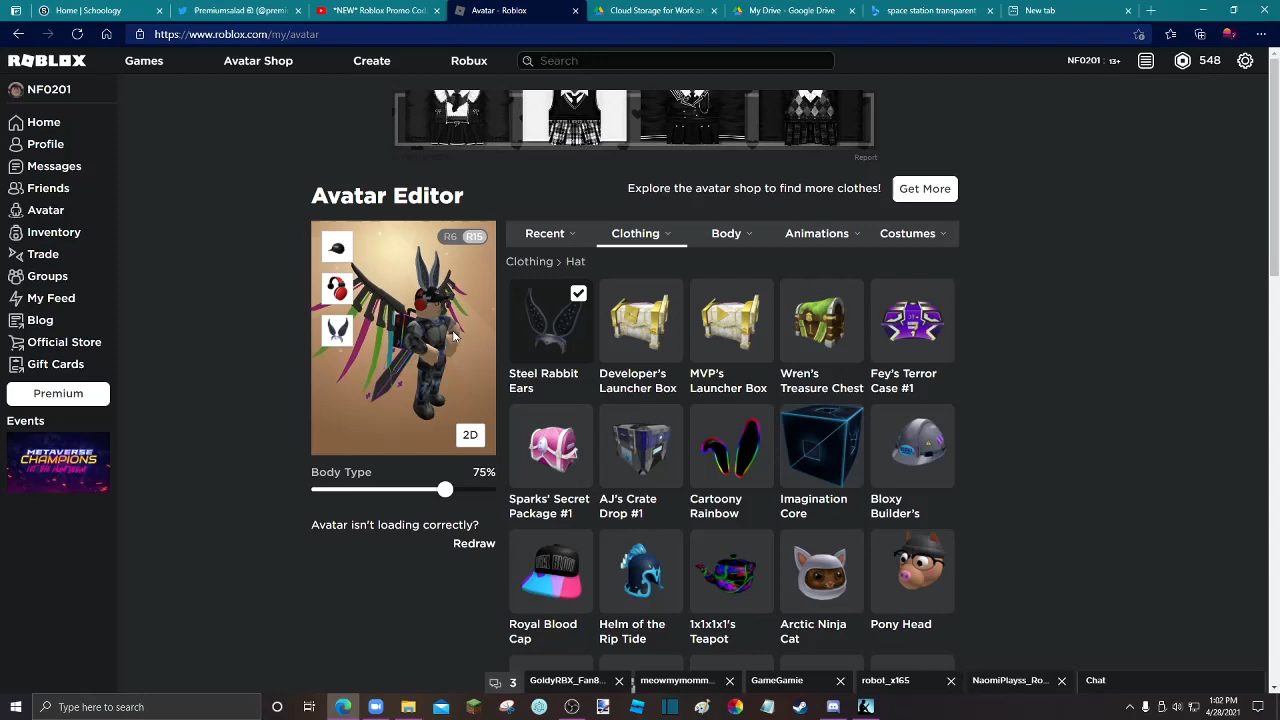 Home | Schoology
Premiumsalad @ (@premi
*NEW* Roblox Promo Cod
Avatar - Roblox
Cloud Storage for Work an
My Drive - Google Drive
space station transparent
New tab
https://www.roblox.com/my/avatar
ROBLOX
Games
Avatar Shop
Create
Robux
Search
NF0201 : 13+
548
NF0201
Home
Profile
Messages
Friends
Avatar
Inventory
Trade
Groups
My Feed
Blog
Official Store
Gift Cards
Premium
Events
METAVERSE
CHAMPIONS
Report
Avatar Editor
Explore the avatar shop to find more clothes!
Get More
R6 R15
2D
Body Type 75%
Avatar isn't loading correctly?
Redraw
Recent
Clothing
Body
Animations
Costumes
Clothing > Hat
Steel Rabbit
Ears
Developer's
Launcher Box
MVP's
Launcher Box
Wren's
Treasure Chest
Fey's Terror
Case #1
Sparks' Secret
Package #1
AJ's Crate
Drop #1
Cartoony
Rainbow
Imagination
Core
Bloxy
Builder's
Royal Blood
Cap
Helm of the
Rip Tide
1x1x1x1's
Teapot
Arctic Ninja
Cat
Pony Head
3
GoldyRBX_Fan8...
meowmymomm...
GameGamie
robot_x165
NaomiPlayss_Ro...
Chat
Type here to search
1:02 PM
4/28/2021